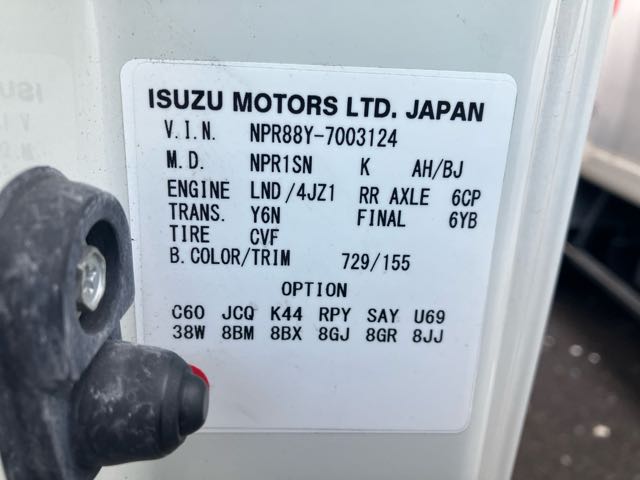 ISUZU MOTORS LTD. JAPAN
V.I.N. NPR88Y-7003124
M.D. NPR1SN K AH/BJ
ENGINE LND/4JZ1 RR AXLE 6CP
TRANS. Y6N FINAL 6YB
TIRE CVF
B.COLOR/TRIM 729/155
OPTION
C60 JCQ K44 RPY SAY U69
38W 8BM 8BX 8GJ 8GR 8JJ